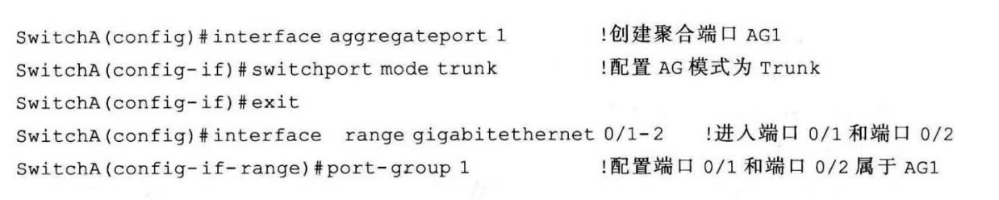 SwitchA(config)#interface aggregateport 1 !创建聚合端口 AG1
SwitchA(config-if)#switchport mode trunk !配置 AG 模式为 Trunk
SwitchA(config-if)#exit
SwitchA(config)#interface range gigabitethernet 0/1-2 !进入端口 0/1 和端口 0/2
SwitchA(config-if-range)#port-group 1 !配置端口 0/1 和端口 0/2 属于 AG1